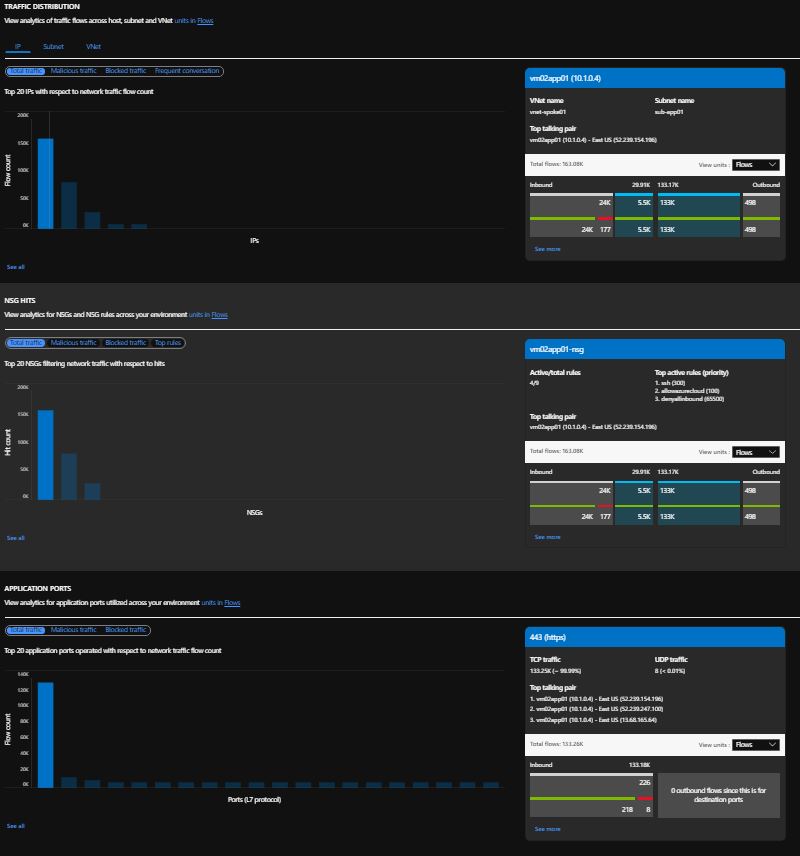 TRAFFIC DISTRIBUTION
View analytics of traffic flows across host, subnet and VNet units in Flows
IP Subnet VNet
Total traffic Malicious traffic Blocked traffic Frequent conversation
Top 20 IPs with respect to network traffic flow count
200K
150K
100K
50K
0K
Flow count
IPs
See all
vm02app01 (10.1.0.4)
VNet name Subnet name
vnet-spoke01 sub-app01
Top talking pair
vm02app01 (10.1.0.4) - East US (52.239.154.196)
Total flows: 163.08K View units : Flows
Inbound 29.91K 133.17K Outbound
24K 5.5K 133K 498
24K 177 5.5K 133K 498
See more
NSG HITS
View analytics for NSGs and NSG rules across your environment units in Flows
Total traffic Malicious traffic Blocked traffic Top rules
Top 20 NSGs filtering network traffic with respect to hits
200K
150K
100K
50K
0K
Hit count
NSGs
See all
vm02app01-nsg
Active/total rules Top active rules (priority)
4/9 1. ssh (300)
2. allowazurecloud (100)
3. denyallinbound (65500)
Top talking pair
vm02app01 (10.1.0.4) - East US (52.239.154.196)
Total flows: 163.08K View units : Flows
Inbound 29.91K 133.17K Outbound
24K 5.5K 133K 498
24K 177 5.5K 133K 498
See more
APPLICATION PORTS
View analytics for application ports utilized across your environment units in Flows
Total traffic Malicious traffic Blocked traffic
Top 20 application ports operated with respect to network traffic flow count
140K
120K
100K
80K
60K
40K
20K
0K
Flow count
Ports (L7 protocol)
See all
443 (https)
TCP traffic UDP traffic
133.25K (~ 99.99%) 8 (< 0.01%)
Top talking pair
1. vm02app01 (10.1.0.4) - East US (52.239.154.196)
2. vm02app01 (10.1.0.4) - East US (52.239.247.100)
3. vm02app01 (10.1.0.4) - East US (13.68.165.64)
Total flows: 133.26K View units : Flows
Inbound 133.18K
226
218 8
0 outbound flows since this is for
destination ports
See more